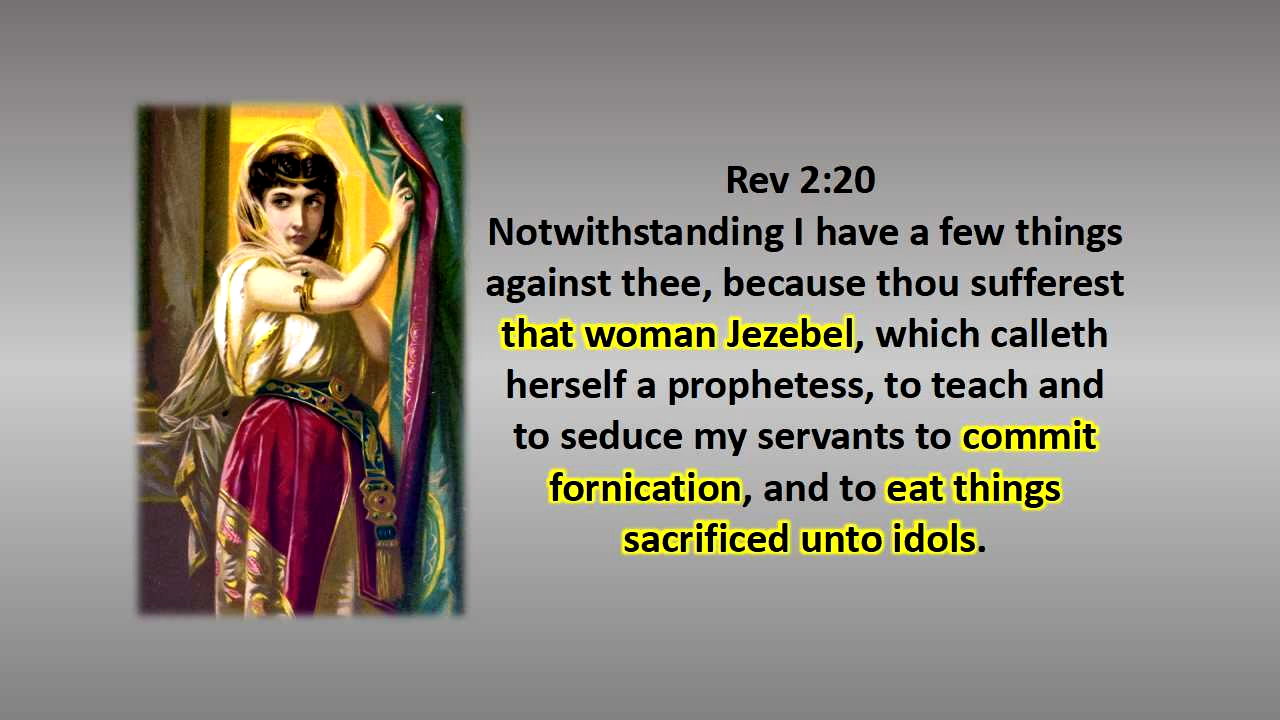 Rev 2:20
Notwithstanding I have a few things
against thee, because thou sufferest
that woman Jezebel, which calleth
herself a prophetess, to teach and
to seduce my servants to commit
fornication, and to eat things
sacrificed unto idols.